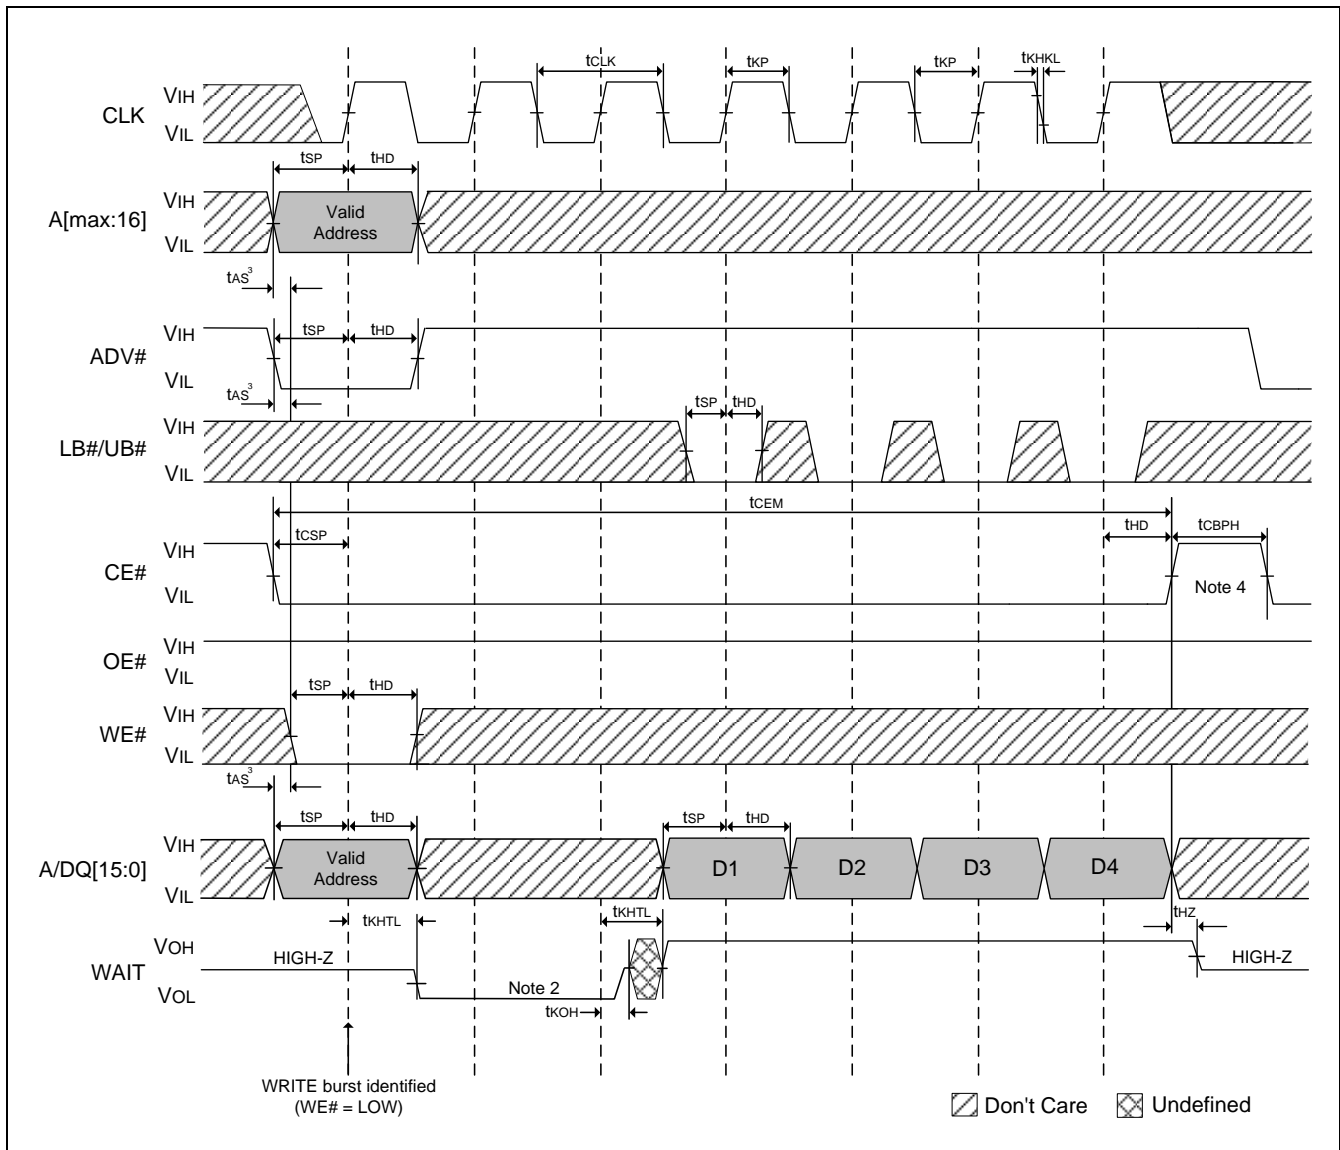 tCLK tKP tKP tKHKL
CLK VIH
VIL
tSP tHD
A[max:16] VIH
VIL
Valid
Address
tAS3
tSP tHD
ADV# VIH
VIL
tAS3
tSP tHD
LB#/UB# VIH
VIL
tCEM
tCSP tHD tCBPH
CE# VIH
VIL
Note 4
OE# VIH
VIL
tSP tHD
WE# VIH
VIL
tAS3
tSP tHD tSP tHD
A/DQ[15:0] VIH
VIL
Valid
Address
D1 D2 D3 D4
tKHTL tKHTL tHZ
WAIT VOH
VOL
HIGH-Z Note 2 HIGH-Z
tKOH
WRITE burst identified
(WE# = LOW)
Don't Care Undefined